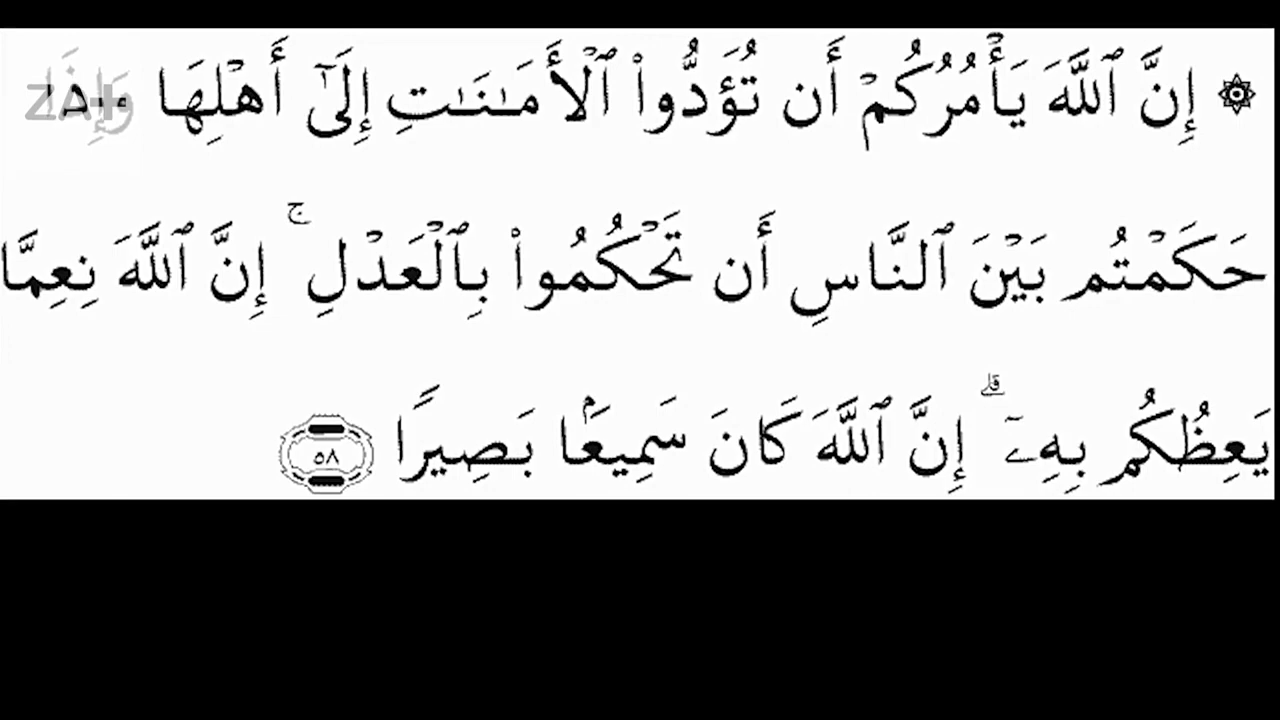 ۞ إِنَّ ٱللَّهَ يَأۡمُرُكُمۡ أَن تُؤَدُّواْ ٱلۡأَمَٰنَٰتِ إِلَىٰٓ أَهۡلِهَا وَإِذَا
حَكَمۡتُم بَيۡنَ ٱلنَّاسِ أَن تَحۡكُمُواْ بِٱلۡعَدۡلِۚ إِنَّ ٱللَّهَ نِعِمَّا
يَعِظُكُم بِهِۦٓۗ إِنَّ ٱللَّهَ كَانَ سَمِيعَۢا بَصِيرٗا ٥٨